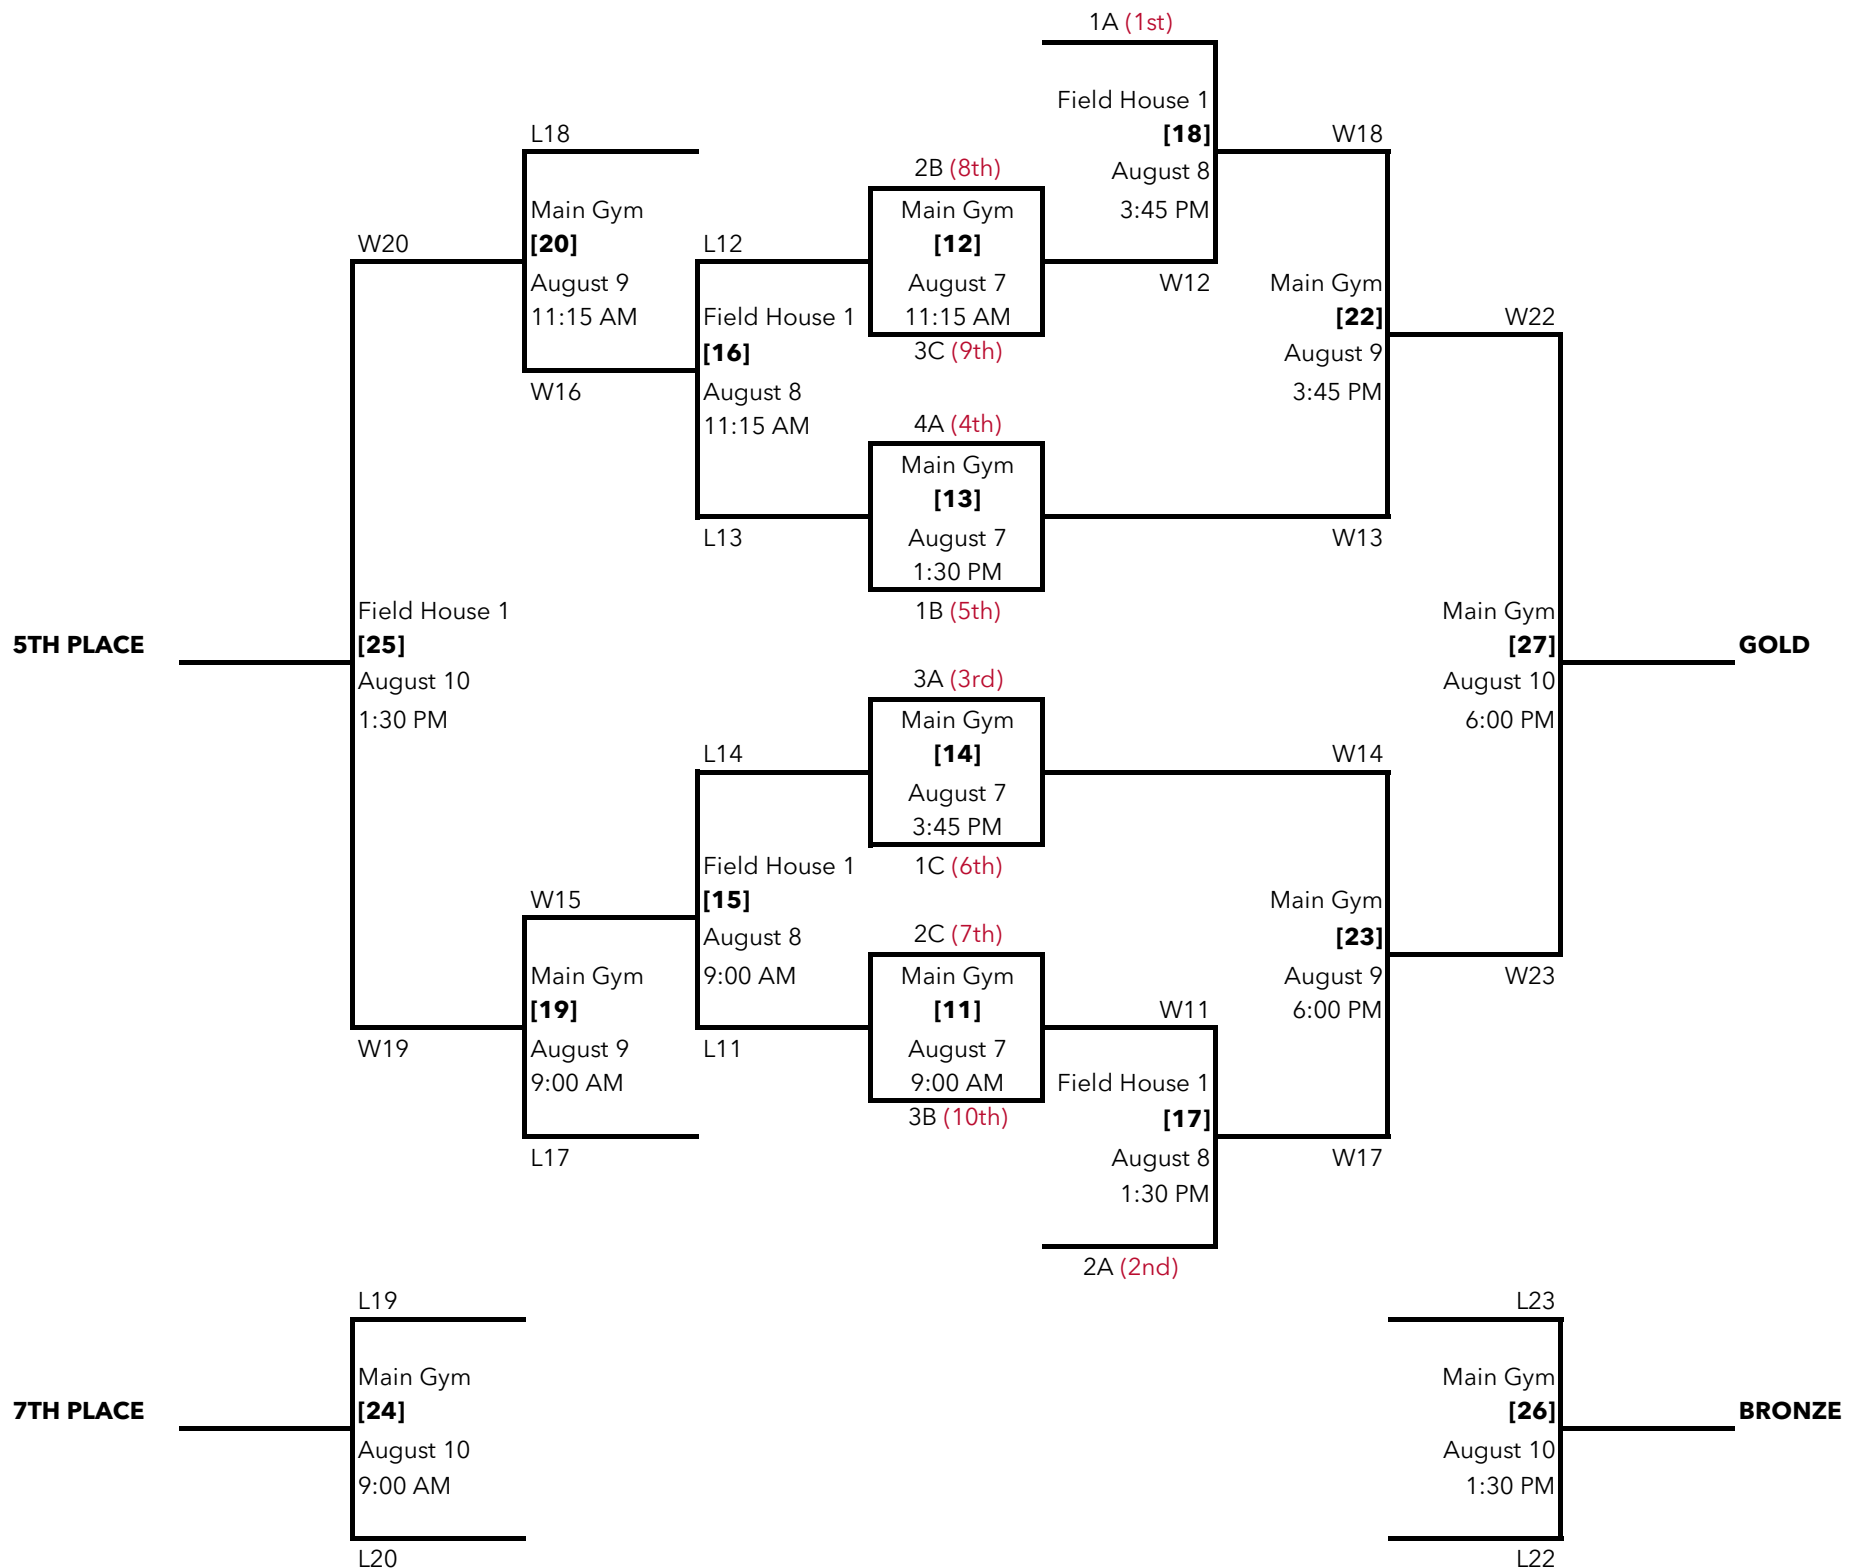 1A (1st)
Field House 1
[18]
August 8
3:45 PM
W12
L18
Main Gym
[20]
August 9
11:15 AM
W16
W18
Main Gym
[22]
August 9
3:45 PM
W13
2B (8th)
Main Gym
[12]
August 7
11:15 AM
3C (9th)
W20
Field House 1
[25]
August 10
1:30 PM
W19
L12
Field House 1
[16]
August 8
11:15 AM
L13
W22
Main Gym
[27]
August 10
6:00 PM
W23
4A (4th)
Main Gym
[13]
August 7
1:30 PM
1B (5th)
5TH PLACE
GOLD
3A (3rd)
Main Gym
[14]
August 7
3:45 PM
1C (6th)
L14
Field House 1
[15]
August 8
9:00 AM
L11
W14
Main Gym
[23]
August 9
6:00 PM
W17
W15
Main Gym
[19]
August 9
9:00 AM
L17
2C (7th)
Main Gym
[11]
August 7
9:00 AM
3B (10th)
W11
Field House 1
[17]
August 8
1:30 PM
2A (2nd)
L19
Main Gym
[24]
August 10
9:00 AM
L20
7TH PLACE
L23
Main Gym
[26]
August 10
1:30 PM
L22
BRONZE